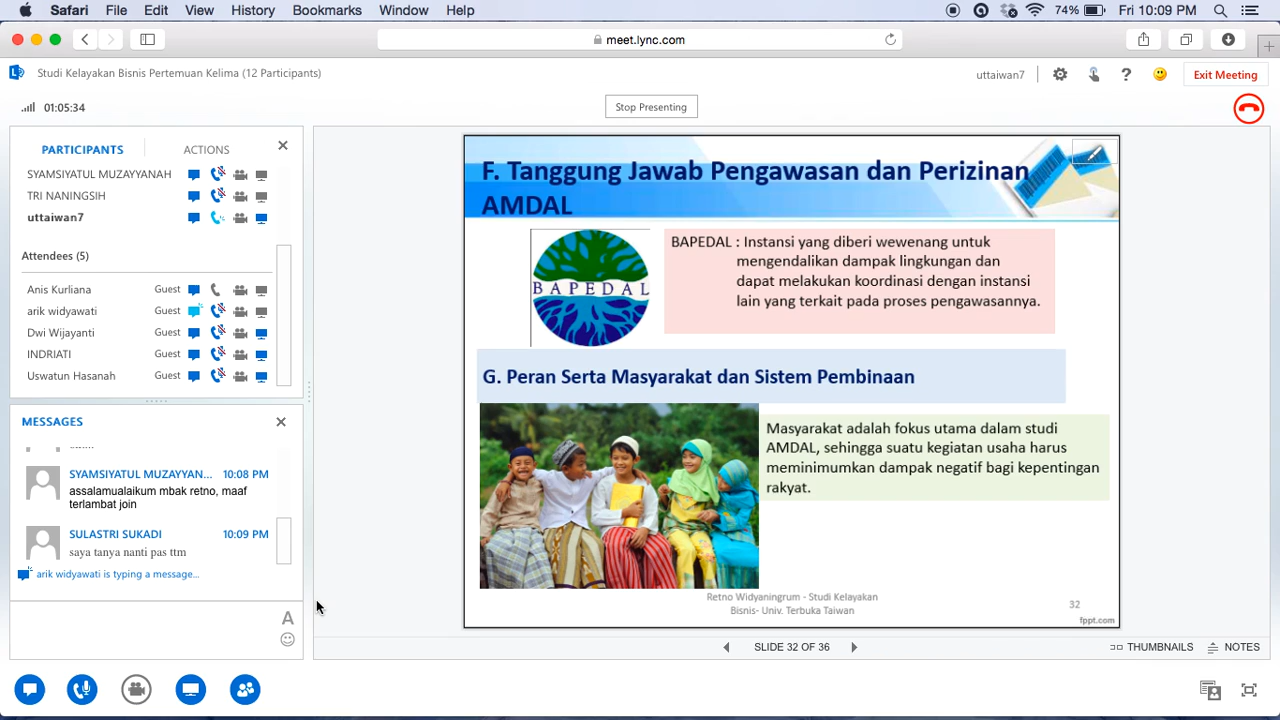 Safari File Edit View History Bookmarks Window Help 74% Fri 10:09 PM
meet.lync.com
Studi Kelayakan Bisnis Pertemuan Kelima (12 Participants)
uttaiwan7
?
Exit Meeting
01:05:34
Stop Presenting
PARTICIPANTS ACTIONS
SYAMSIYATUL MUZAYYANAH
TRI NANINGSIH
uttaiwan7
Attendees (5)
Anis Kurliana Guest
arik widyawati Guest
Dwi Wijayanti Guest
INDRIATI Guest
Uswatun Hasanah Guest
MESSAGES
SYAMSIYATUL MUZAYYAN... 10:08 PM
assalamualaikum mbak retno, maaf
terlambat join
SULASTRI SUKADI 10:09 PM
saya tanya nanti pas ttm
arik widyawati is typing a message...
A
F. Tanggung Jawab Pengawasan dan Perizinan
AMDAL
BAPEDAL
BAPEDAL : Instansi yang diberi wewenang untuk
mengendalikan dampak lingkungan dan
dapat melakukan koordinasi dengan instansi
lain yang terkait pada proses pengawasannya.
G. Peran Serta Masyarakat dan Sistem Pembinaan
Masyarakat adalah fokus utama dalam studi
AMDAL, sehingga suatu kegiatan usaha harus
meminimumkan dampak negatif bagi kepentingan
rakyat.
Retno Widyaningrum - Studi Kelayakan
Bisnis- Univ. Terbuka Taiwan
32
fppt.com
SLIDE 32 OF 36
THUMBNAILS NOTES